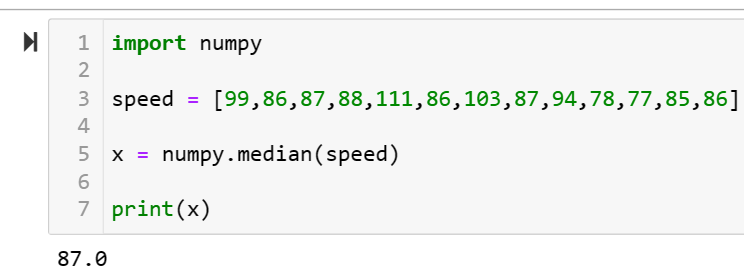 1 import numpy
2
3 speed = [99,86,87,88,111,86,103,87,94,78,77,85,86]
4
5 x = numpy.median(speed)
6
7 print(x)
87.0